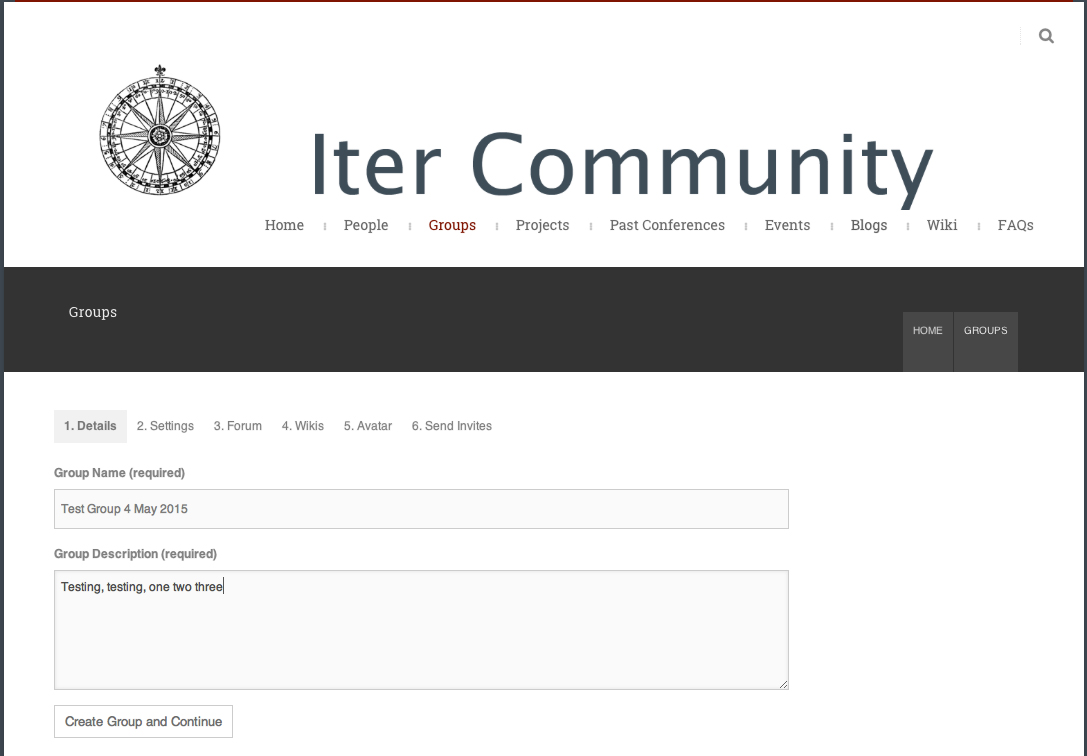 Iter Community
Home People Groups Projects Past Conferences Events Blogs Wiki FAQs
Groups
HOME GROUPS
1. Details 2. Settings 3. Forum 4. Wikis 5. Avatar 6. Send Invites
Group Name (required)
Test Group 4 May 2015
Group Description (required)
Testing, testing, one two three
Create Group and Continue